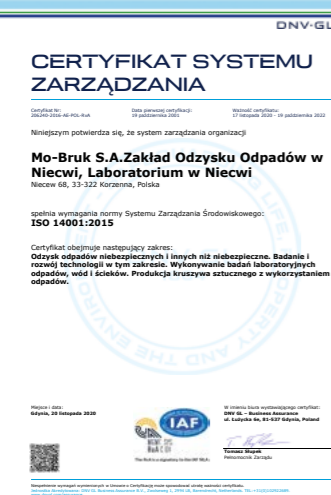 DNV·GL
CERTYFIKAT SYSTEMU
ZARZĄDZANIA
Certyfikat Nr:
206240-2016-AE-POL-RvA
Data pierwszej certyfikacji:
19 października 2001
Ważność certyfikatu:
17 listopada 2020 - 19 października 2022
Niniejszym potwierdza się, że system zarządzania organizacji
Mo-Bruk S.A.Zakład Odzysku Odpadów w
Niecwi, Laboratorium w Niecwi
Niecew 68, 33-322 Korzenna, Polska
spełnia wymagania normy Systemu Zarządzania Środowiskowego:
ISO 14001:2015
Certyfikat obejmuje następujący zakres:
Odzysk odpadów niebezpiecznych i innych niż niebezpieczne. Badanie i
rozwój technologii w tym zakresie. Wykonywanie badań laboratoryjnych
odpadów, wód i ścieków. Produkcja kruszywa sztucznego z wykorzystaniem
odpadów.
Miejsce i data:
Gdynia, 20 listopada 2020
IAF
W imieniu biura wystawiającego certyfikat:
DNV GL – Business Assurance
ul. Łużycka 6e, 81-537 Gdynia, Poland
Tomasz Słupek
Pełnomocnik Zarządu